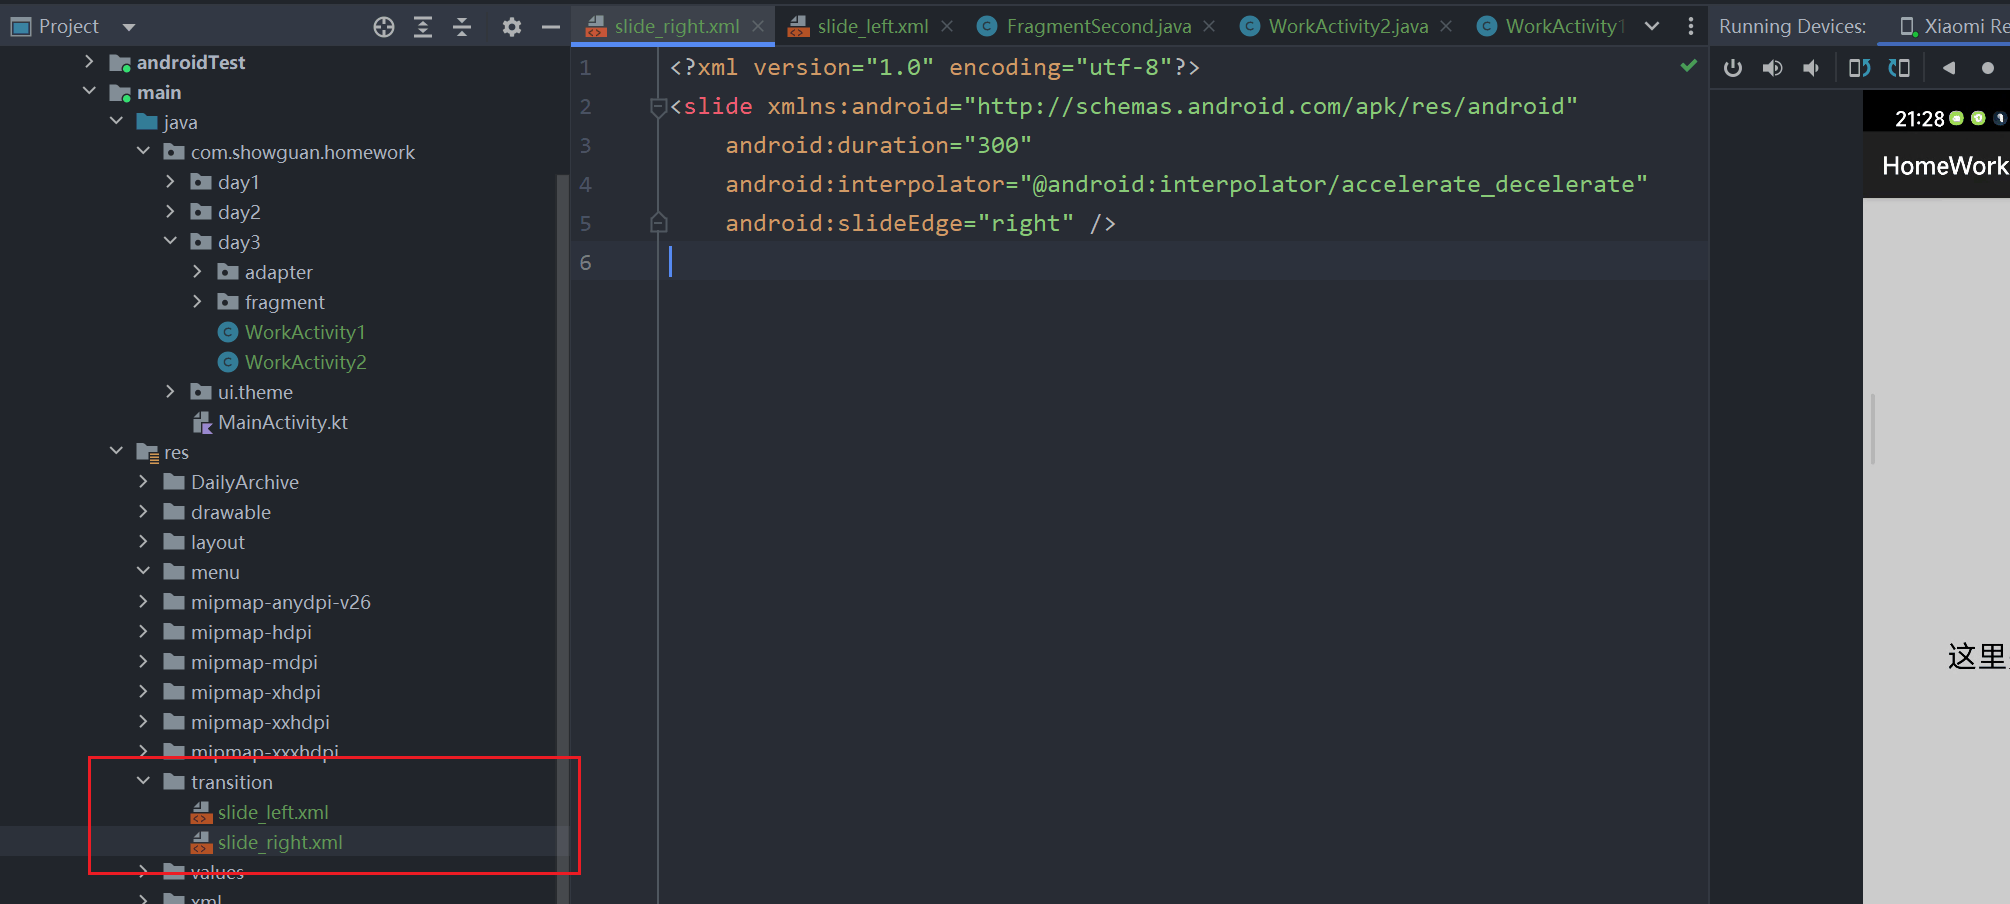 Project
slide_right.xml
slide_left.xml
FragmentSecond.java
WorkActivity2.java
WorkActivity1
Running Devices:
Xiaomi Re
androidTest
main
java
com.showguan.homework
day1
day2
day3
adapter
fragment
WorkActivity1
WorkActivity2
ui.theme
MainActivity.kt
res
DailyArchive
drawable
layout
menu
mipmap-anydpi-v26
mipmap-hdpi
mipmap-mdpi
mipmap-xhdpi
mipmap-xxhdpi
mipmap-xxxhdpi
transition
slide_left.xml
slide_right.xml
values
xml
1 <?xml version="1.0" encoding="utf-8"?>
2 <slide xmlns:android="http://schemas.android.com/apk/res/android"
3 android:duration="300"
4 android:interpolator="@android:interpolator/accelerate_decelerate"
5 android:slideEdge="right" />
6
21:28
HomeWork
这里